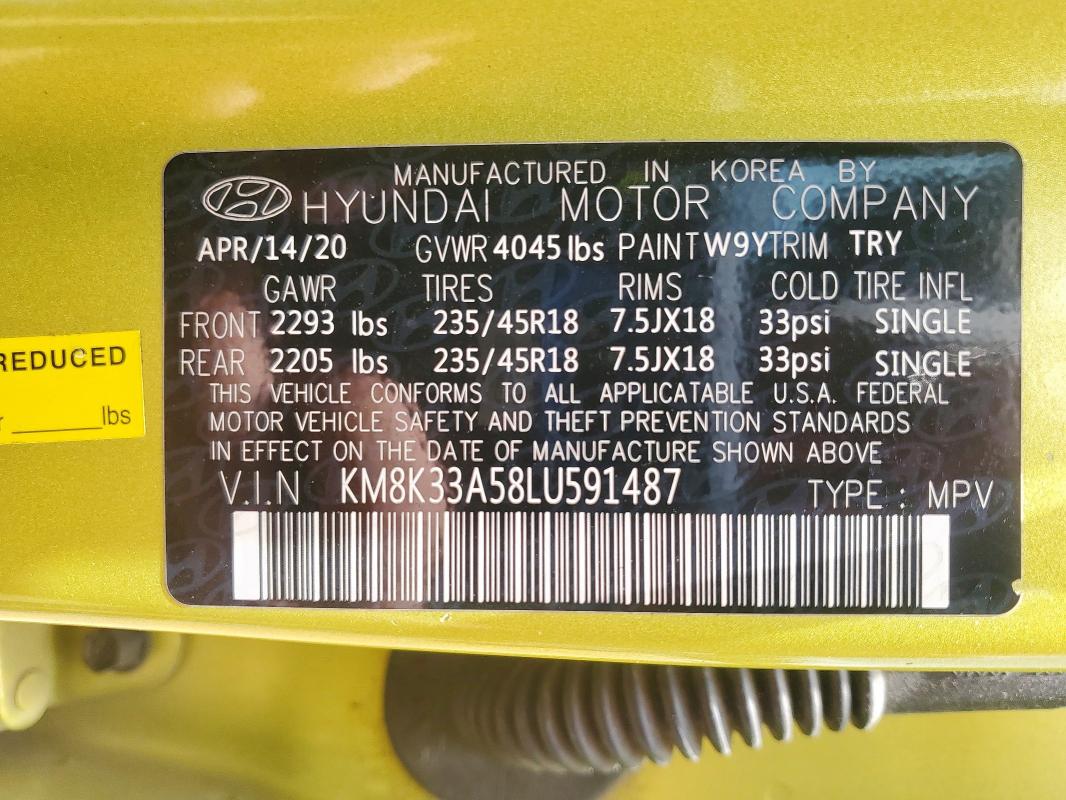 MANUFACTURED IN KOREA BY
HYUNDAI MOTOR COMPANY
APR/14/20 GVWR 4045 lbs PAINT W9Y TRIM TRY
GAWR TIRES RIMS COLD TIRE INFL
FRONT 2293 lbs 235/45R18 7.5JX18 33psi SINGLE
REAR 2205 lbs 235/45R18 7.5JX18 33psi SINGLE
THIS VEHICLE CONFORMS TO ALL APPLICABLE U.S.A. FEDERAL
MOTOR VEHICLE SAFETY AND THEFT PREVENTION STANDARDS
IN EFFECT ON THE DATE OF MANUFACTURE SHOWN ABOVE
V.I.N KM8K33A58LU591487 TYPE : MPV
REDUCED
lbs